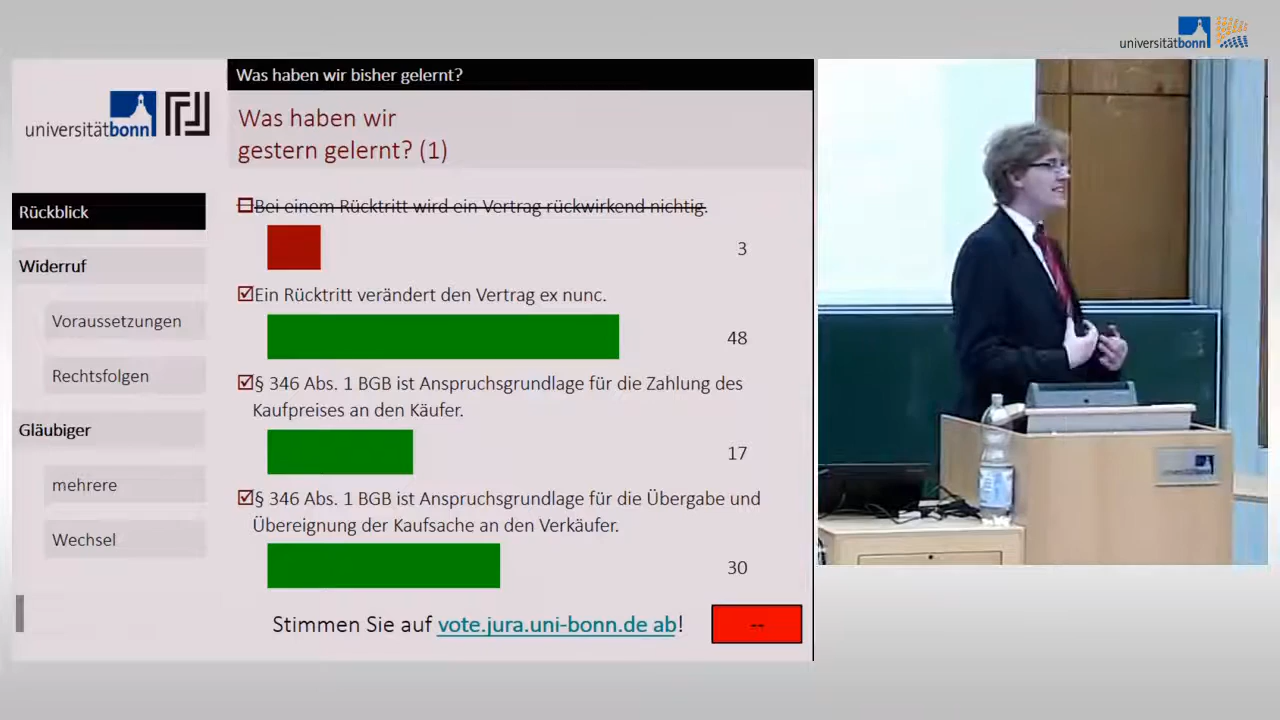 universitätbonn
Was haben wir bisher gelernt?
universitätbonn
Was haben wir
gestern gelernt? (1)
Rückblick
Widerruf
Voraussetzungen
Rechtsfolgen
Gläubiger
mehrere
Wechsel
Bei einem Rücktritt wird ein Vertrag rückwirkend nichtig.
3
Ein Rücktritt verändert den Vertrag ex nunc.
48
§ 346 Abs. 1 BGB ist Anspruchsgrundlage für die Zahlung des
Kaufpreises an den Käufer.
17
§ 346 Abs. 1 BGB ist Anspruchsgrundlage für die Übergabe und
Übereignung der Kaufsache an den Verkäufer.
30
Stimmen Sie auf vote.jura.uni-bonn.de ab!
--